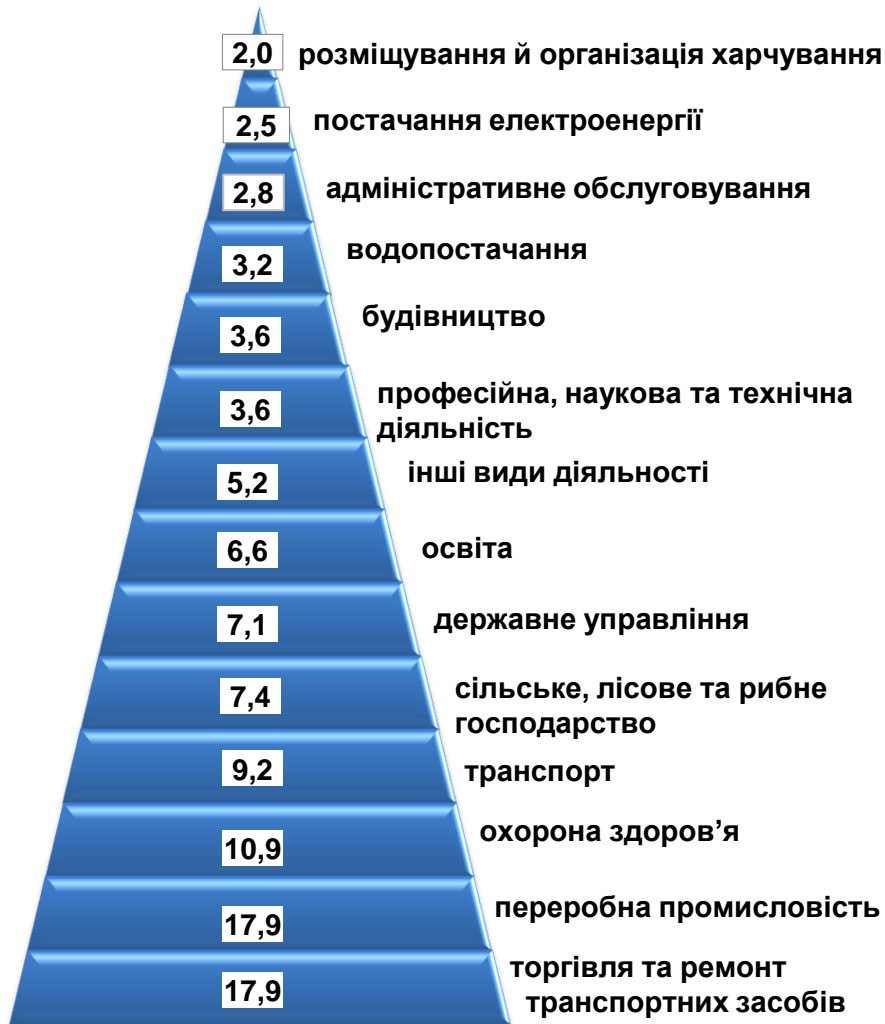 2,0 розміщування й організація харчування
2,5 постачання електроенергії
2,8 адміністративне обслуговування
3,2 водопостачання
3,6 будівництво
3,6 професійна, наукова та технічна
діяльність
5,2 інші види діяльності
6,6 освіта
7,1 державне управління
7,4 сільське, лісове та рибне
господарство
9,2 транспорт
10,9 охорона здоров’я
17,9 переробна промисловість
17,9 торгівля та ремонт
транспортних засобів